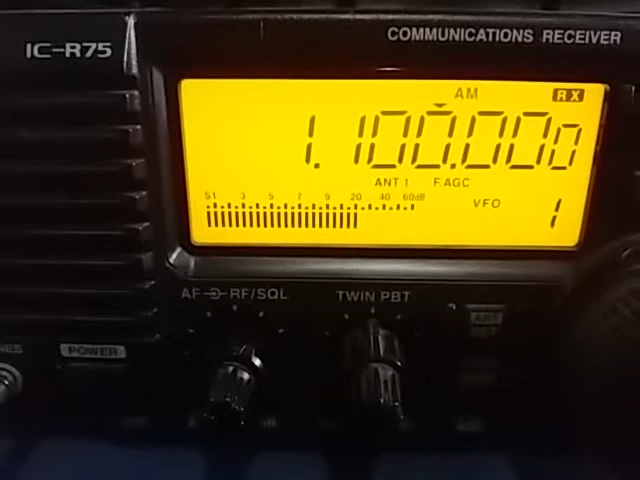 COMMUNICATIONS RECEIVER
IC-R75
AM RX
1.100.000
ANT 1 F.AGC
S1 3 5 7 9 20 40 60dB
VFO 1
AF RF/SQL TWIN PBT
POWER